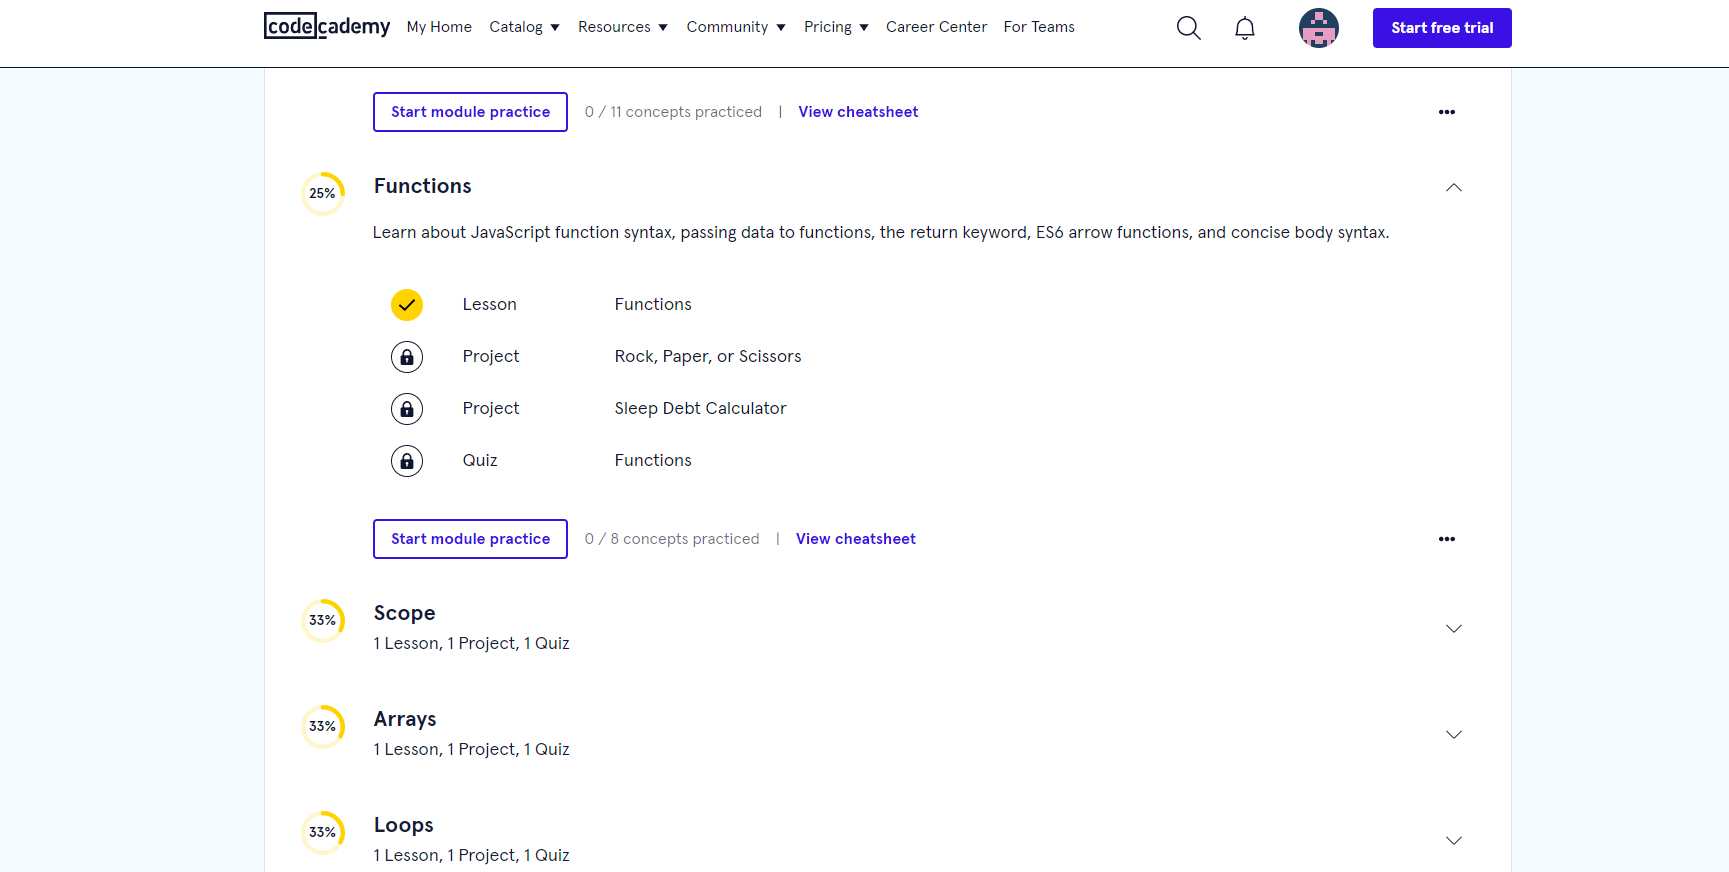 codecademy My Home Catalog Resources Community Pricing Career Center For Teams Start free trial
Start module practice 0 / 11 concepts practiced | View cheatsheet
25% Functions
Learn about JavaScript function syntax, passing data to functions, the return keyword, ES6 arrow functions, and concise body syntax.
Lesson Functions
Project Rock, Paper, or Scissors
Project Sleep Debt Calculator
Quiz Functions
Start module practice 0 / 8 concepts practiced | View cheatsheet
33% Scope
1 Lesson, 1 Project, 1 Quiz
33% Arrays
1 Lesson, 1 Project, 1 Quiz
33% Loops
1 Lesson, 1 Project, 1 Quiz